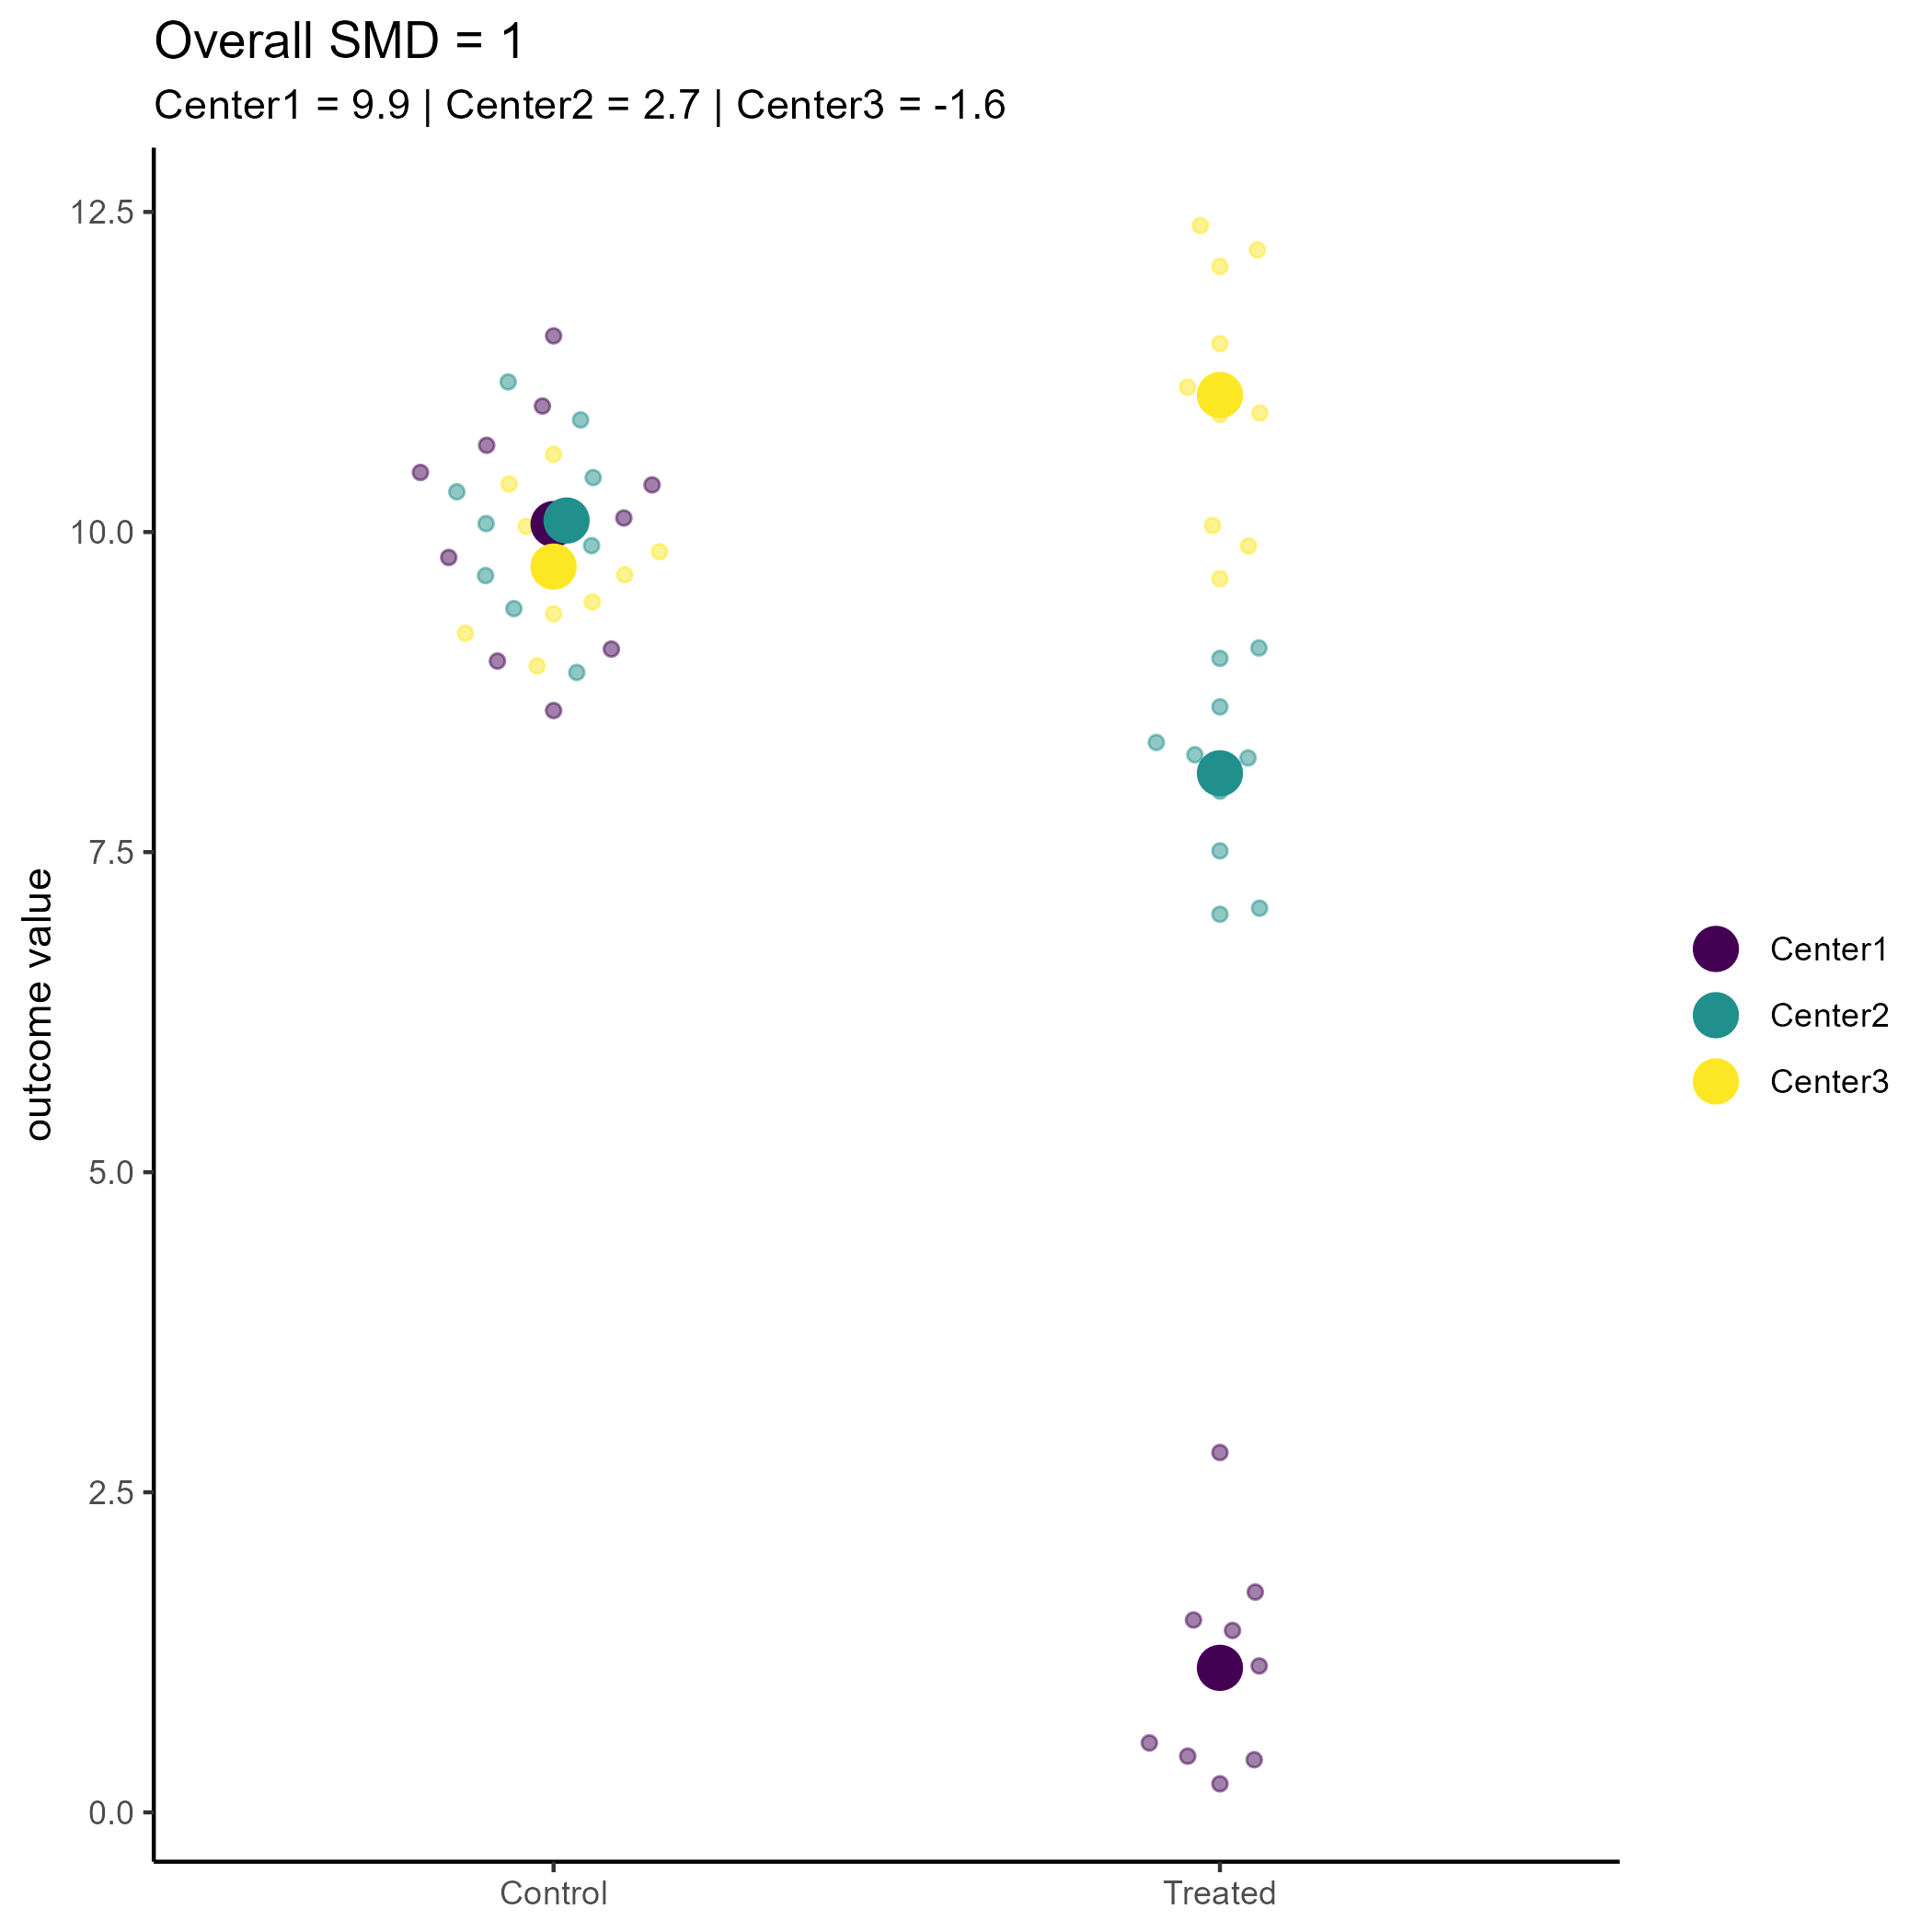 Overall SMD = 1
Center1 = 9.9 | Center2 = 2.7 | Center3 = -1.6
12.5
10.0
7.5
5.0
2.5
0.0
outcome value
Control
Treated
Center1
Center2
Center3